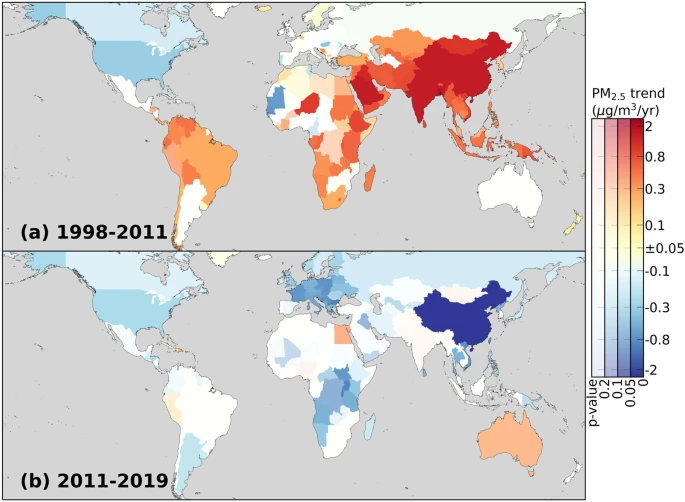 (a) 1998-2011
(b) 2011-2019
PM2.5 trend
(μg/m³/yr)
2
0.8
0.3
0.1
±0.05
-0.1
-0.3
-0.8
-2
p-value
0.2
0.1
0.05
0